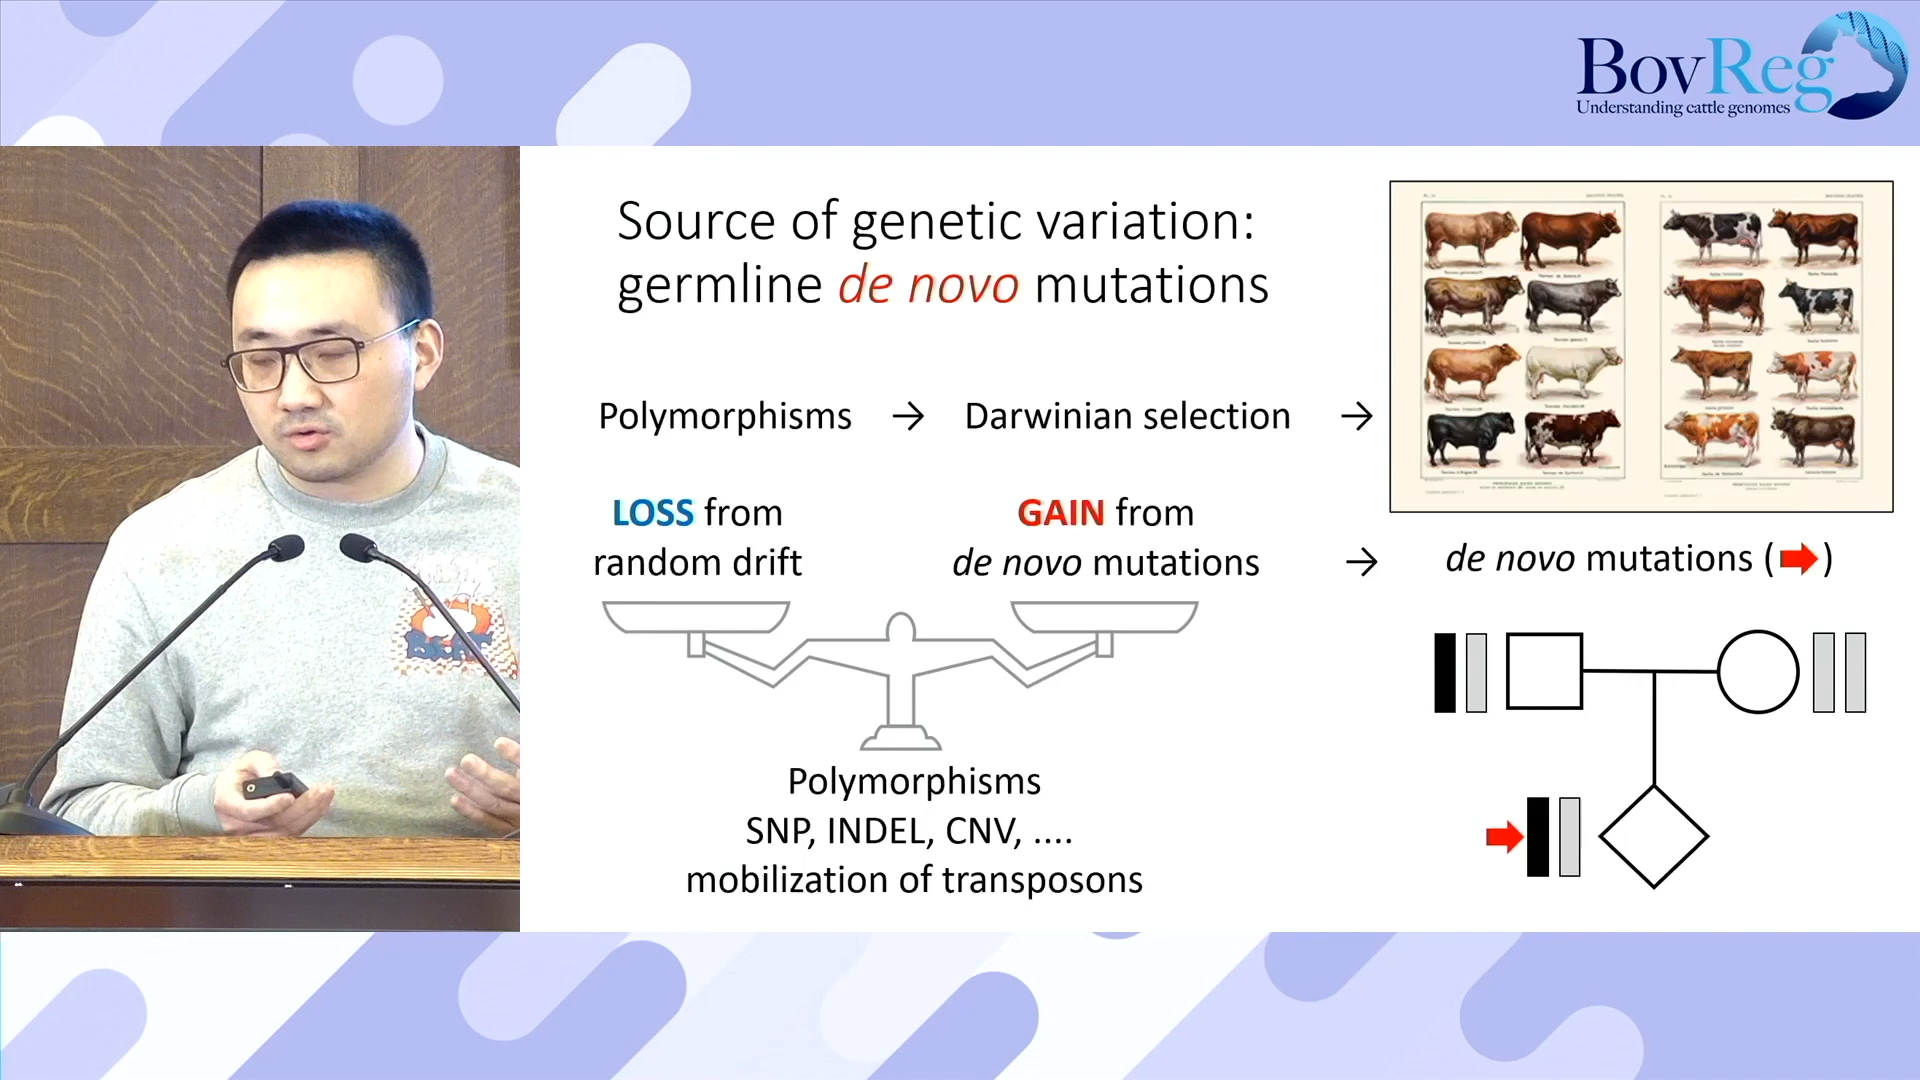 BovReg
Understanding cattle genomes
Source of genetic variation:
germline de novo mutations
Polymorphisms → Darwinian selection →
LOSS from
random drift
GAIN from
de novo mutations →
de novo mutations ( )
Polymorphisms
SNP, INDEL, CNV, ....
mobilization of transposons